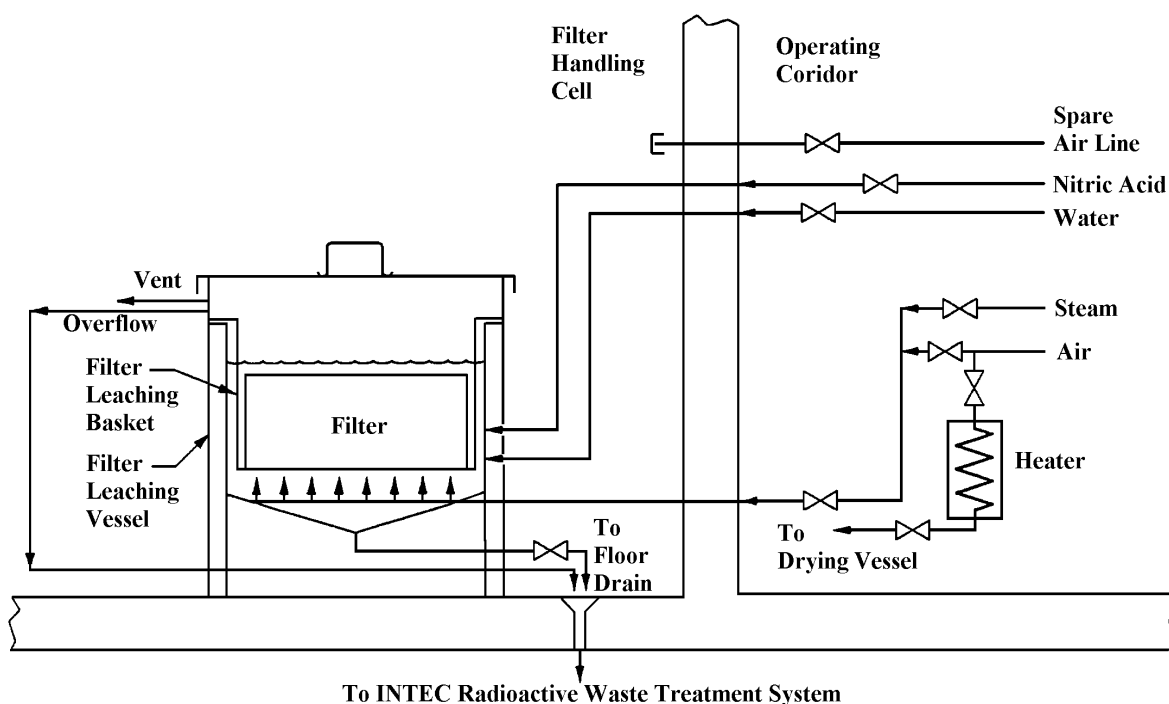 Filter
Handling
Cell
Operating
Coridor
Spare
Air Line
Nitric Acid
Water
Vent
Overflow
Steam
Air
Filter
Leaching
Basket
Filter
Filter
Leaching
Vessel
Heater
To
Floor
Drain
To
Drying Vessel
To INTEC Radioactive Waste Treatment System